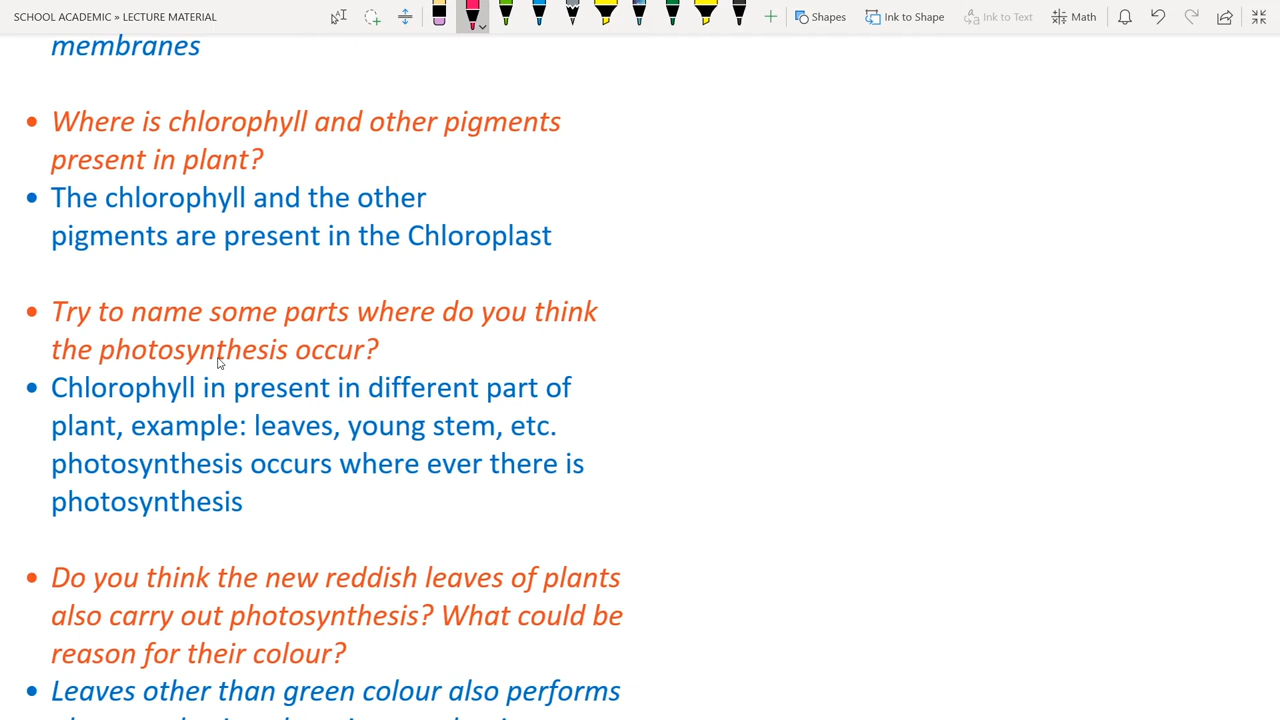 SCHOOL ACADEMIC » LECTURE MATERIAL
Shapes
Ink to Shape
Ink to Text
Math
membranes
• Where is chlorophyll and other pigments
present in plant?
• The chlorophyll and the other
pigments are present in the Chloroplast
• Try to name some parts where do you think
the photosynthesis occur?
• Chlorophyll in present in different part of
plant, example: leaves, young stem, etc.
photosynthesis occurs where ever there is
photosynthesis
• Do you think the new reddish leaves of plants
also carry out photosynthesis? What could be
reason for their colour?
• Leaves other than green colour also performs